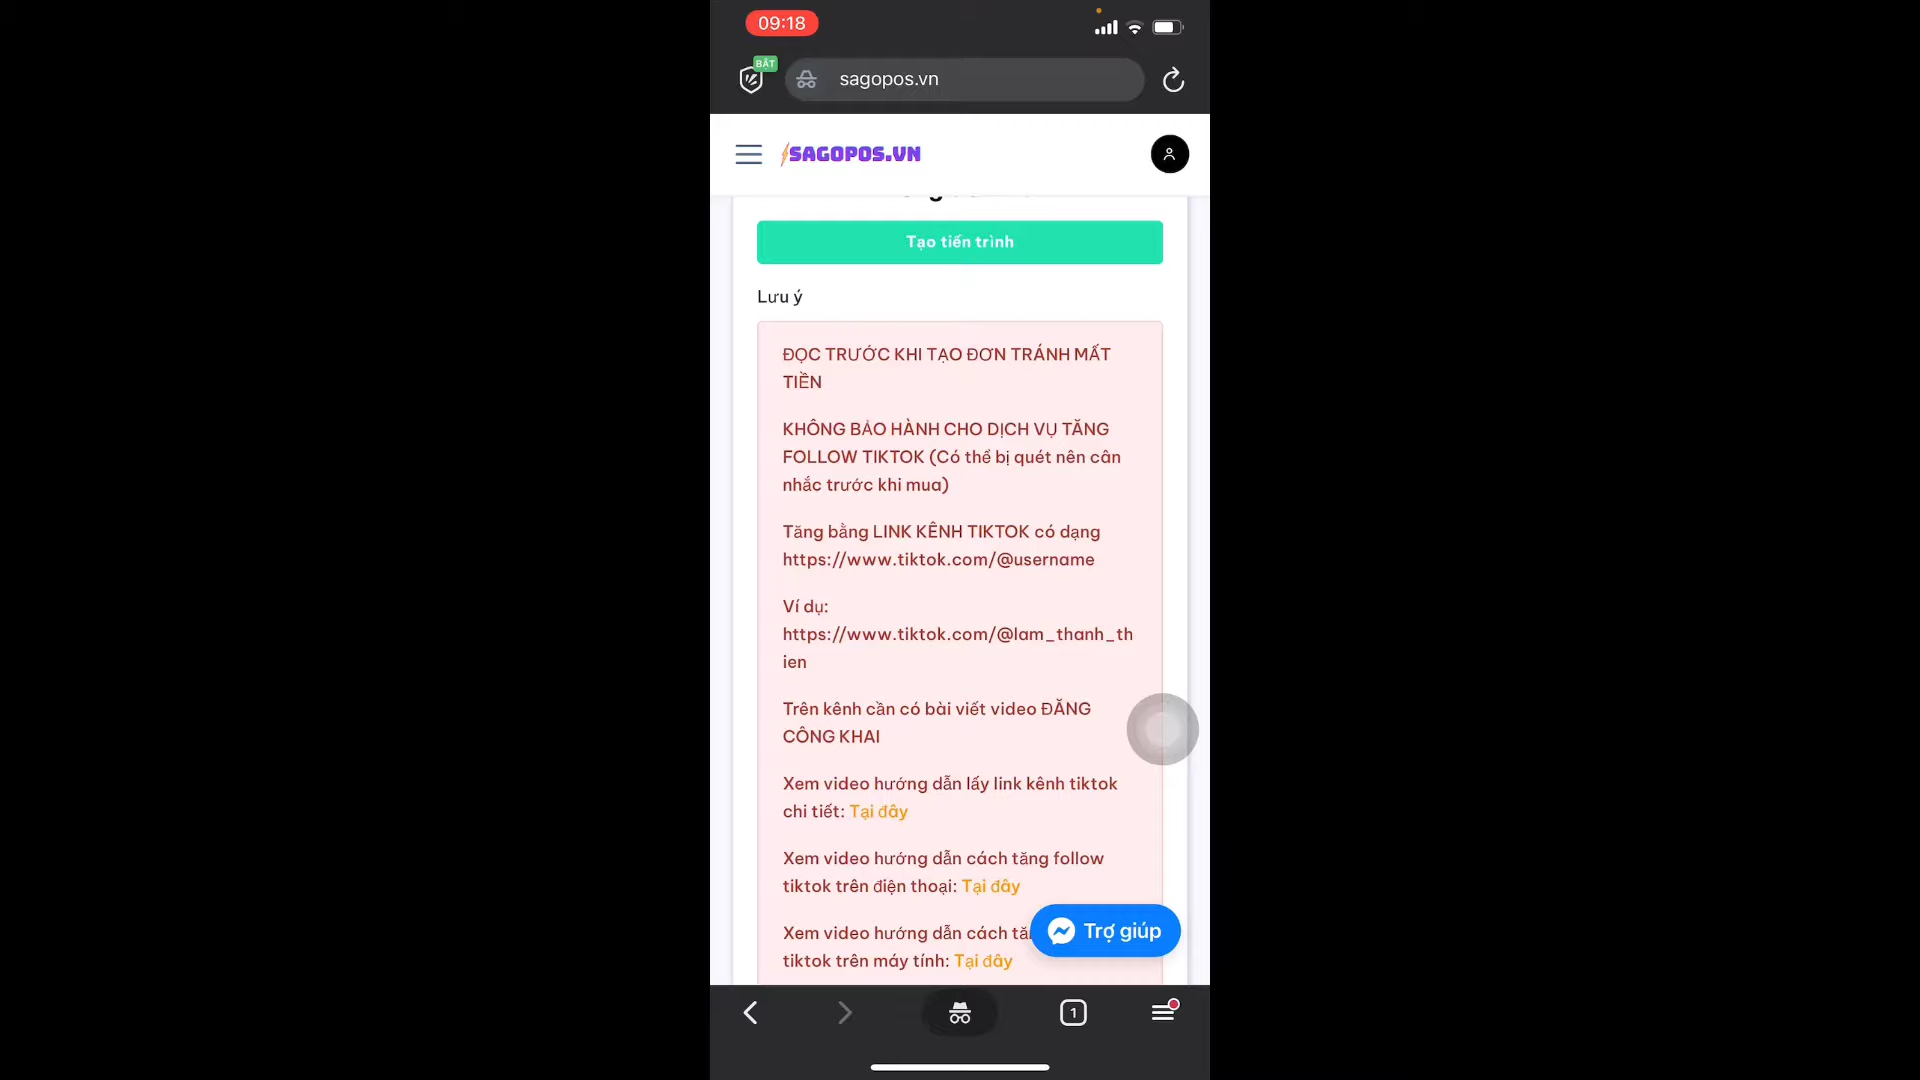 09:18
BẬT
sagopos.vn
SAGOPOS.VN
Tạo tiến trình
Lưu ý
ĐỌC TRƯỚC KHI TẠO ĐƠN TRÁNH MẤT
TIỀN
KHÔNG BẢO HÀNH CHO DỊCH VỤ TĂNG
FOLLOW TIKTOK (Có thể bị quét nên cân
nhắc trước khi mua)
Tăng bằng LINK KÊNH TIKTOK có dạng
https://www.tiktok.com/@username
Ví dụ:
https://www.tiktok.com/@lam_thanh_th
ien
Trên kênh cần có bài viết video ĐĂNG
CÔNG KHAI
Xem video hướng dẫn lấy link kênh tiktok
chi tiết: Tại đây
Xem video hướng dẫn cách tăng follow
tiktok trên điện thoại: Tại đây
Xem video hướng dẫn cách
tiktok trên máy tính: Tại đây
Trợ giúp
1